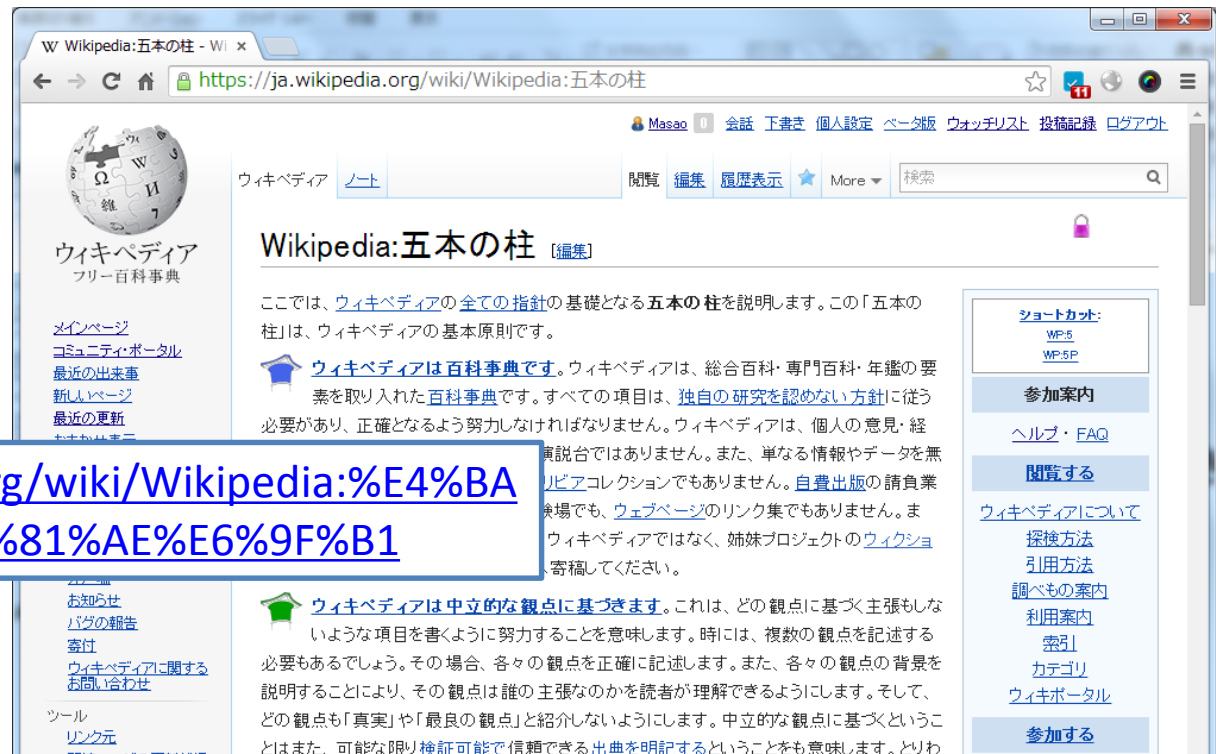 Wikipedia:五本の柱 - Wi
https://ja.wikipedia.org/wiki/Wikipedia:五本の柱
11
Masao 0 会話 下書き 個人設定 ベータ版 ウォッチリスト 投稿記録 ログアウト
ウィキペディア ノート 閲覧 編集 履歴表示 More 検索
ウィキペディア
フリー百科事典
メインページ
コミュニティ・ポータル
最近の出来事
新しいページ
最近の更新
Wikipedia:五本の柱 [編集]
ここでは、ウィキペディアの全ての指針の基礎となる五本の柱を説明します。この「五本の
柱」は、ウィキペディアの基本原則です。
ウィキペディアは百科事典です。ウィキペディアは、総合百科・専門百科・年鑑の要
素を取り入れた百科事典です。すべての項目は、独自の研究を認めない方針に従う
必要があり、正確となるよう努力しなければなりません。ウィキペディアは、個人の意見・経
演説台ではありません。また、単なる情報やデータを無
リビアコレクションでもありません。自費出版の請負業
験場でも、ウェブページのリンク集でもありません。ま
ウィキペディアではなく、姉妹プロジェクトのウィクショ
寄稿してください。
rg/wiki/Wikipedia:%E4%BA
%81%AE%E6%9F%B1
お知らせ
バグの報告
寄付
ウィキペディアに関する
お問い合わせ
ツール
リンク元
ウィキペディアは中立的な観点に基づきます。これは、どの観点に基づく主張もしな
いような項目を書くように努力することを意味します。時には、複数の観点を記述する
必要もあるでしょう。その場合、各々の観点を正確に記述します。また、各々の観点の背景を
説明することにより、その観点は誰の主張なのかを読者が理解できるようにします。そして、
どの観点も「真実」や「最良の観点」と紹介しないようにします。中立的な観点に基づくというこ
とはまた、可能な限り検証可能で信頼できる出典を明記するということをも意味します。とりわ
ショートカット:
WP:5
WP:5P
参加案内
ヘルプ・FAQ
閲覧する
ウィキペディアについて
探検方法
引用方法
調べもの案内
利用案内
索引
カテゴリ
ウィキポータル
参加する